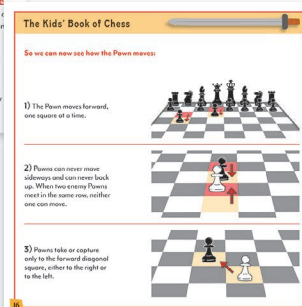 The Kids' Book of Chess
So we can now see how the Pawn moves:
1) The Pawn moves forward,
one square at a time.
2) Pawns can never move
sideways and can never back
up. When two enemy Pawns
meet in the same row, neither
one can move.
3) Pawns take or capture
only to the forward diagonal
square, either to the right or
to the left.
16